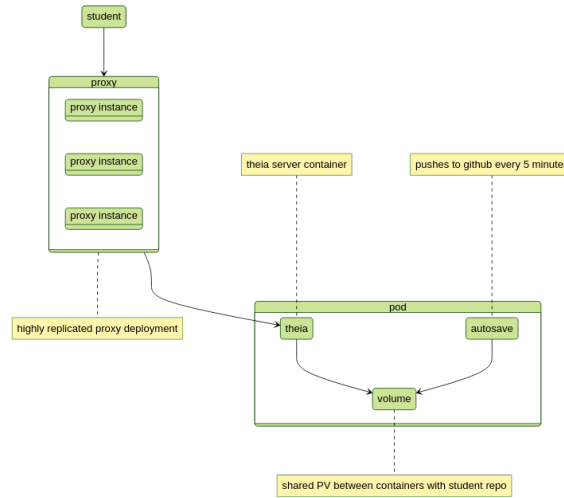 student
proxy
proxy instance
proxy instance
proxy instance
theia server container
pushes to github every 5 minutes
highly replicated proxy deployment
pod
theia
autosave
volume
shared PV between containers with student repo